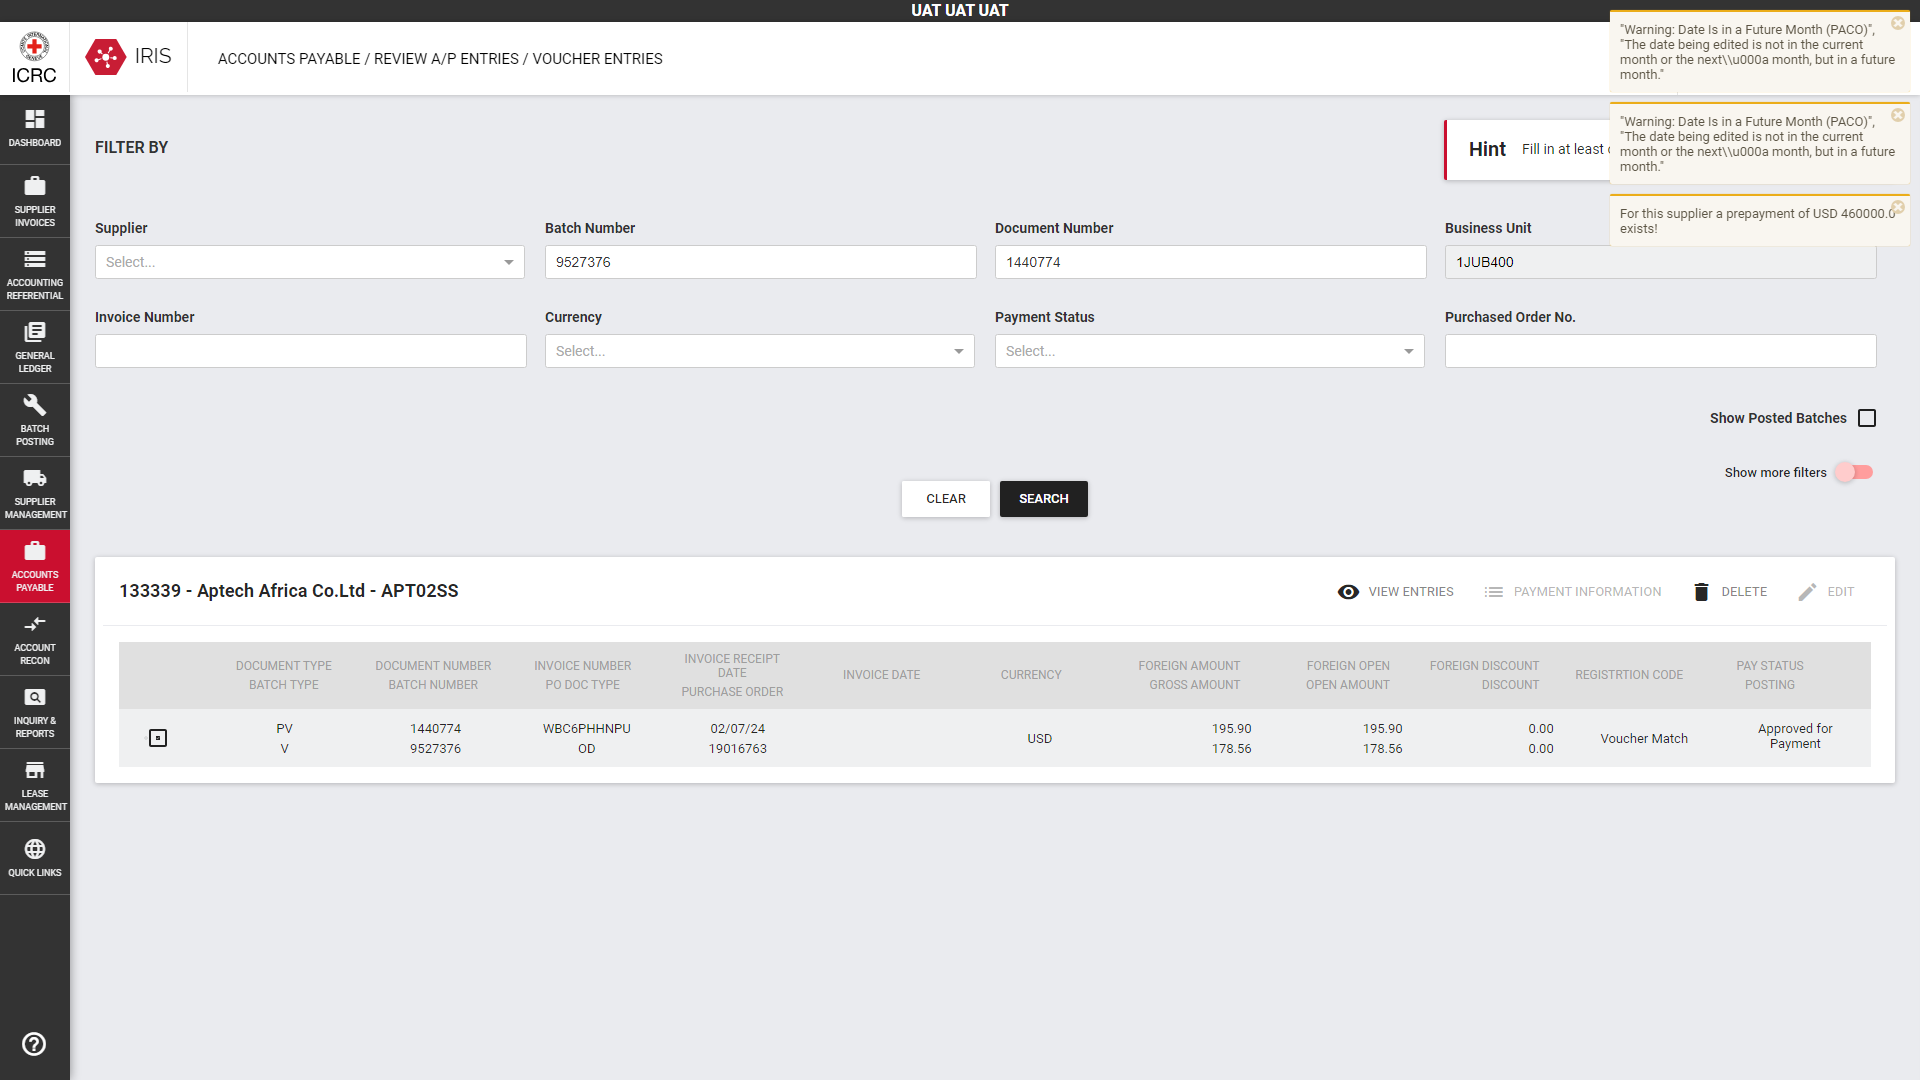 UAT UAT UAT
ICRC
IRIS
ACCOUNTS PAYABLE / REVIEW A/P ENTRIES / VOUCHER ENTRIES
"Warning: Date Is in a Future Month (PACO)",
"The date being edited is not in the current
month or the next\\u000a month, but in a future
month."
"Warning: Date Is in a Future Month (PACO)",
"The date being edited is not in the current
month or the next\\u000a month, but in a future
month."
For this supplier a prepayment of USD 460000.0
exists!
DASHBOARD
SUPPLIER
INVOICES
ACCOUNTING
REFERENTIAL
GENERAL
LEDGER
BATCH
POSTING
SUPPLIER
MANAGEMENT
ACCOUNTS
PAYABLE
ACCOUNT
RECON
INQUIRY &
REPORTS
LEASE
MANAGEMENT
QUICK LINKS
FILTER BY
Hint Fill in at least
Supplier
Select...
Batch Number
9527376
Document Number
1440774
Business Unit
1JUB400
Invoice Number
Currency
Select...
Payment Status
Select...
Purchased Order No.
Show Posted Batches
Show more filters
CLEAR
SEARCH
133339 - Aptech Africa Co.Ltd - APT02SS
VIEW ENTRIES
PAYMENT INFORMATION
DELETE
EDIT
DOCUMENT TYPE
BATCH TYPE
DOCUMENT NUMBER
BATCH NUMBER
INVOICE NUMBER
PO DOC TYPE
INVOICE RECEIPT
DATE
PURCHASE ORDER
INVOICE DATE
CURRENCY
FOREIGN AMOUNT
GROSS AMOUNT
FOREIGN OPEN
OPEN AMOUNT
FOREIGN DISCOUNT
DISCOUNT
REGISTRTION CODE
PAY STATUS
POSTING
PV
V
1440774
9527376
WBC6PHHNPU
OD
02/07/24
19016763
USD
195.90
178.56
195.90
178.56
0.00
0.00
Voucher Match
Approved for
Payment